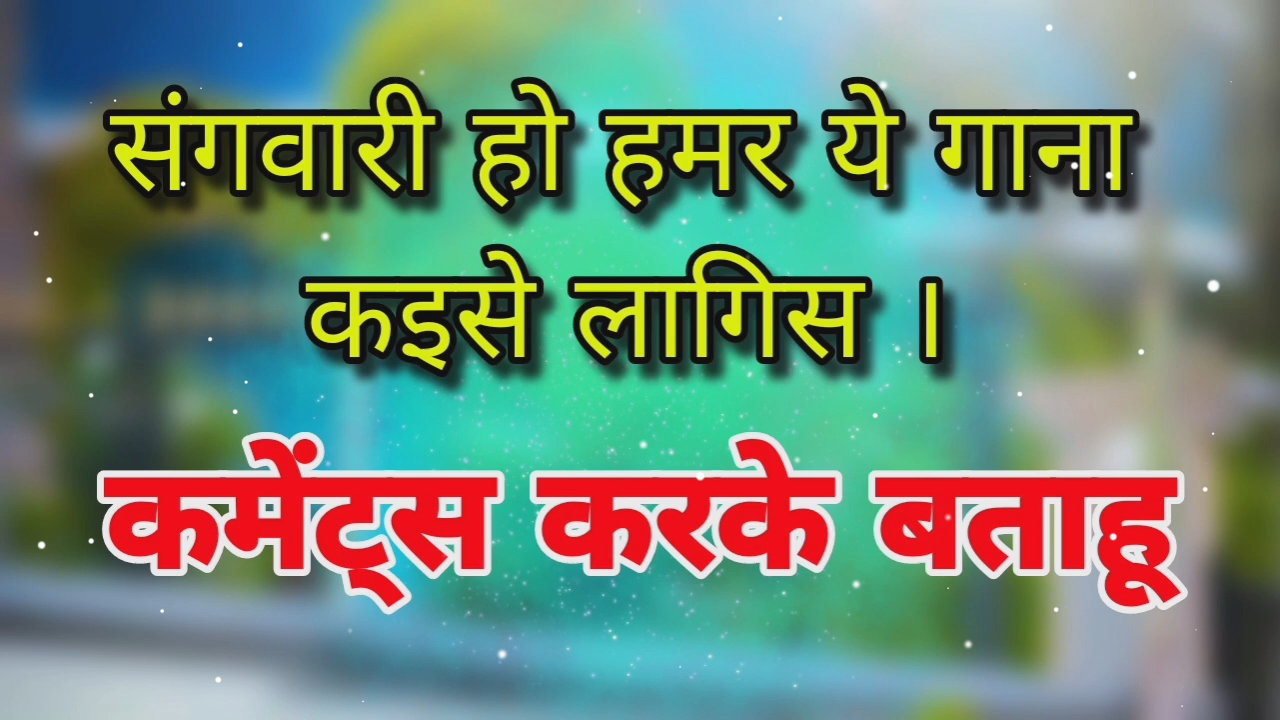 संगवारी हो हमर ये गाना
कइसे लागिस ।
कमेंट्स करके बताहू